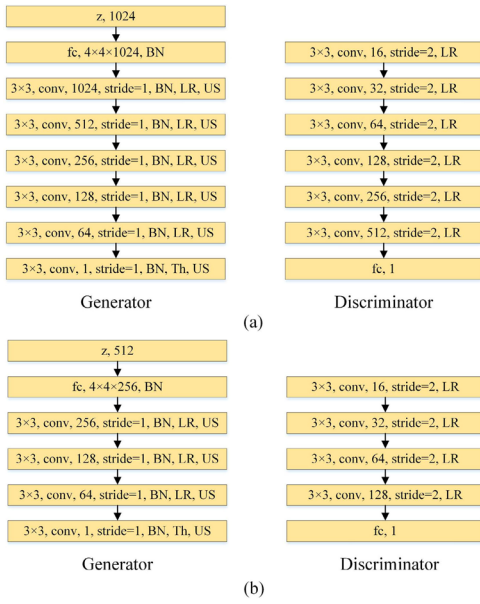 z, 1024
fc, 4×4×1024, BN
3×3, conv, 1024, stride=1, BN, LR, US
3×3, conv, 512, stride=1, BN, LR, US
3×3, conv, 256, stride=1, BN, LR, US
3×3, conv, 128, stride=1, BN, LR, US
3×3, conv, 64, stride=1, BN, LR, US
3×3, conv, 1, stride=1, BN, Th, US
Generator
3×3, conv, 16, stride=2, LR
3×3, conv, 32, stride=2, LR
3×3, conv, 64, stride=2, LR
3×3, conv, 128, stride=2, LR
3×3, conv, 256, stride=2, LR
3×3, conv, 512, stride=2, LR
fc, 1
Discriminator
(a)
z, 512
fc, 4×4×256, BN
3×3, conv, 256, stride=1, BN, LR, US
3×3, conv, 128, stride=1, BN, LR, US
3×3, conv, 64, stride=1, BN, LR, US
3×3, conv, 1, stride=1, BN, Th, US
Generator
3×3, conv, 16, stride=2, LR
3×3, conv, 32, stride=2, LR
3×3, conv, 64, stride=2, LR
3×3, conv, 128, stride=2, LR
fc, 1
Discriminator
(b)